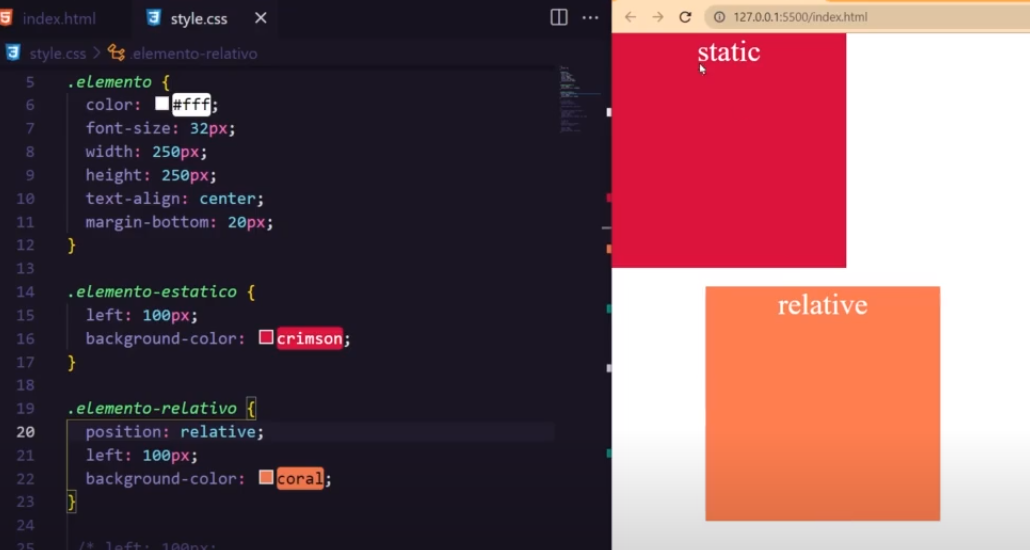 index.html
style.css
127.0.0.1:5500/index.html
style.css > .elemento-relativo
5 .elemento {
6 color: #fff;
7 font-size: 32px;
8 width: 250px;
9 height: 250px;
10 text-align: center;
11 margin-bottom: 20px;
12 }
13
14 .elemento-estatico {
15 left: 100px;
16 background-color: crimson;
17 }
18
19 .elemento-relativo {
20 position: relative;
21 left: 100px;
22 background-color: coral;
23 }
24
25 /* left: 100px;
static
relative